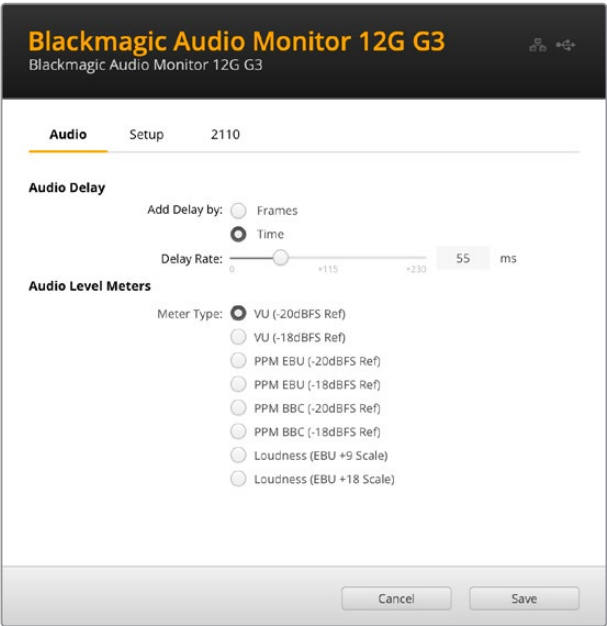 Blackmagic Audio Monitor 12G G3
Blackmagic Audio Monitor 12G G3
Audio Setup 2110
Audio Delay
Add Delay by: Frames
Time
Delay Rate: 55 ms
0 +115 +230
Audio Level Meters
Meter Type: VU (-20dBFS Ref)
VU (-18dBFS Ref)
PPM EBU (-20dBFS Ref)
PPM EBU (-18dBFS Ref)
PPM BBC (-20dBFS Ref)
PPM BBC (-18dBFS Ref)
Loudness (EBU +9 Scale)
Loudness (EBU +18 Scale)
Cancel Save